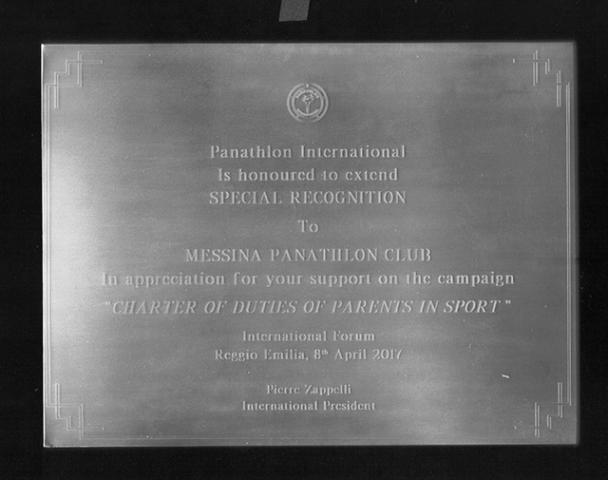 Panathlon International
Is honoured to extend
SPECIAL RECOGNITION
To
MESSINA PANATHLON CLUB
In appreciation for your support on the campaign
"CHARTER OF DUTIES OF PARENTS IN SPORT"
International Forum
Reggio Emilia, 8th April 2017
Pierre Zappelli
International President